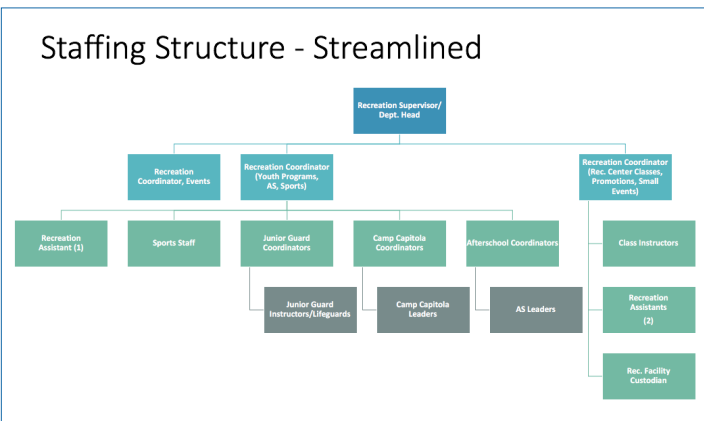 Staffing Structure - Streamlined
Recreation Supervisor/
Dept. Head
Recreation
Coordinator, Events
Recreation Coordinator
(Youth Programs,
AS, Sports)
Recreation Coordinator
(Rec. Center Classes,
Promotions, Small
Events)
Recreation
Assistant (1)
Sports Staff
Junior Guard
Coordinators
Camp Capitola
Coordinators
Afterschool Coordinators
Class Instructors
Junior Guard
Instructors/Lifeguards
Camp Capitola
Leaders
AS Leaders
Recreation
Assistants
(2)
Rec. Facility
Custodian